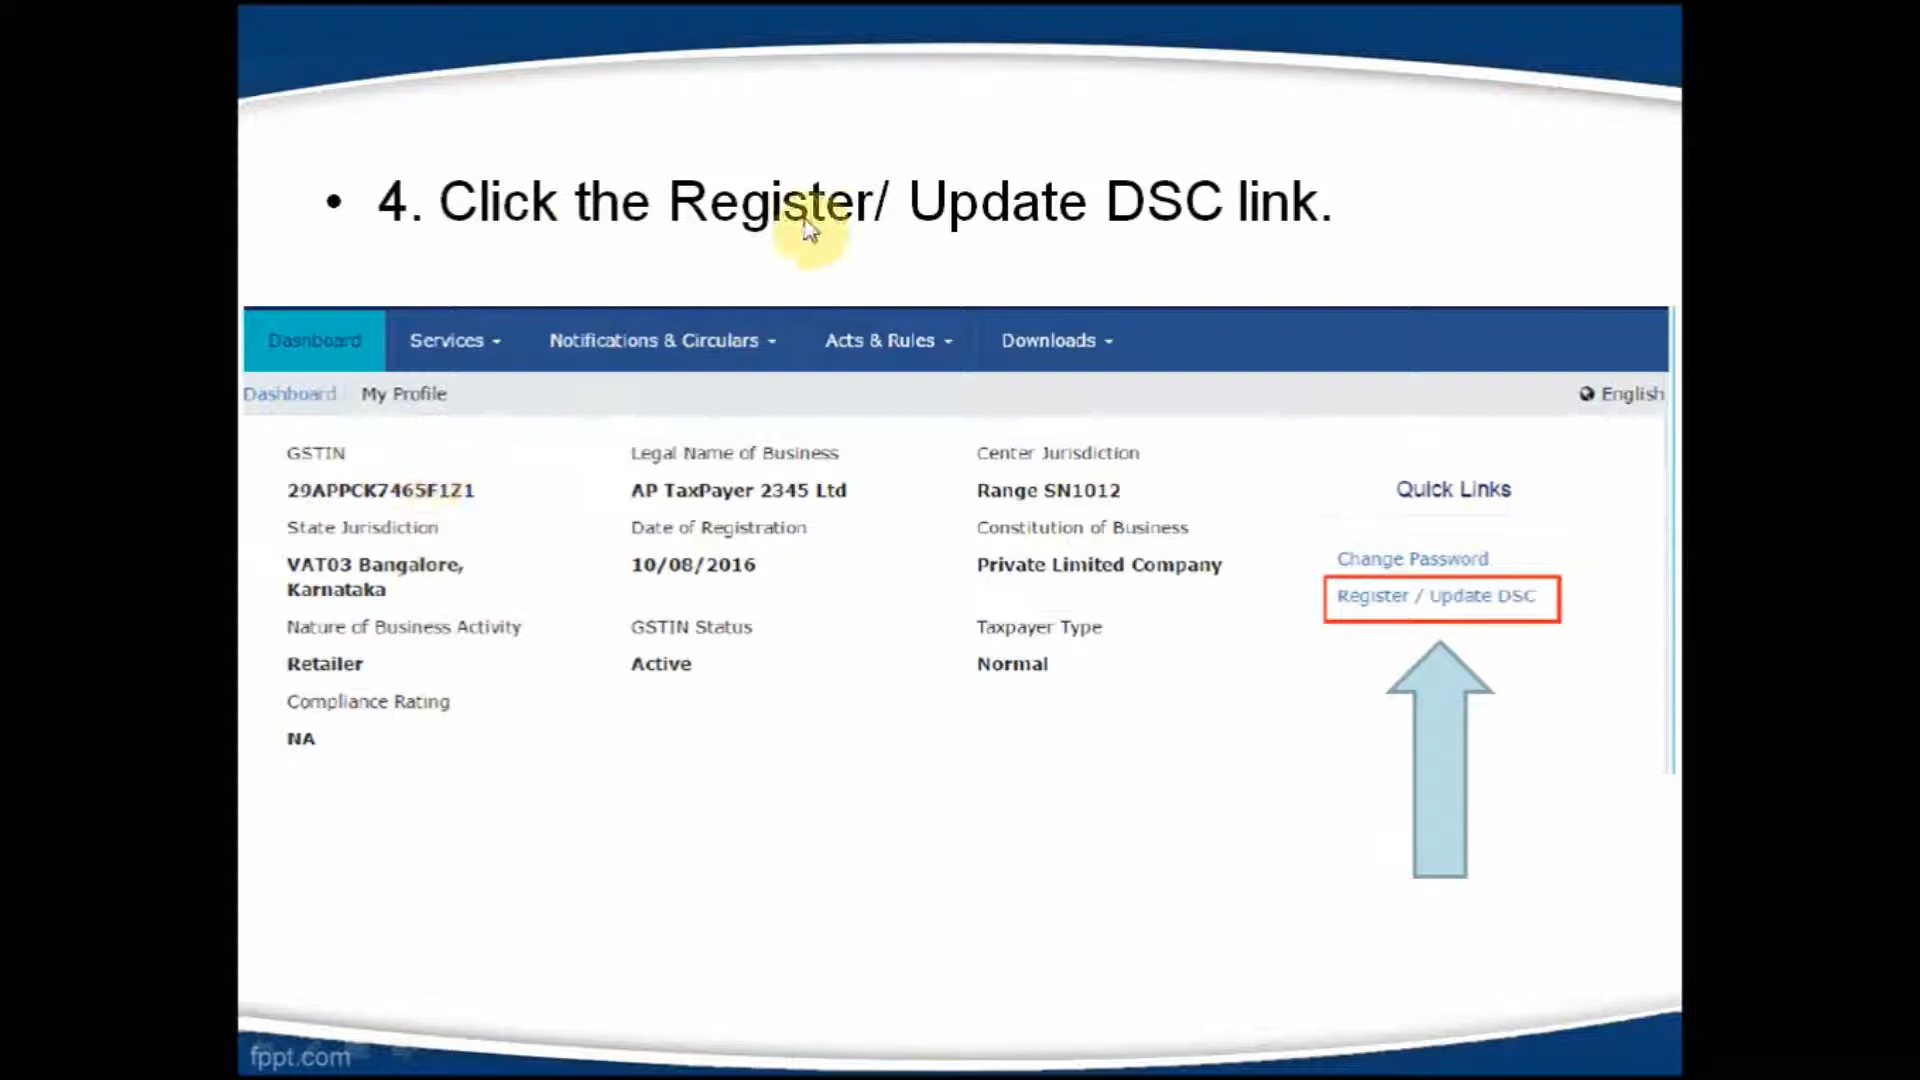 • 4. Click the Register/ Update DSC link.
Dashboard Services Notifications & Circulars Acts & Rules Downloads
Dashboard My Profile English
GSTIN Legal Name of Business Center Jurisdiction
29APPCK7465F1Z1 AP TaxPayer 2345 Ltd Range SN1012
Quick Links
State Jurisdiction Date of Registration Constitution of Business
VAT03 Bangalore, 10/08/2016 Private Limited Company
Karnataka
Change Password
Register / Update DSC
Nature of Business Activity GSTIN Status Taxpayer Type
Retailer Active Normal
Compliance Rating
NA
fppt.com